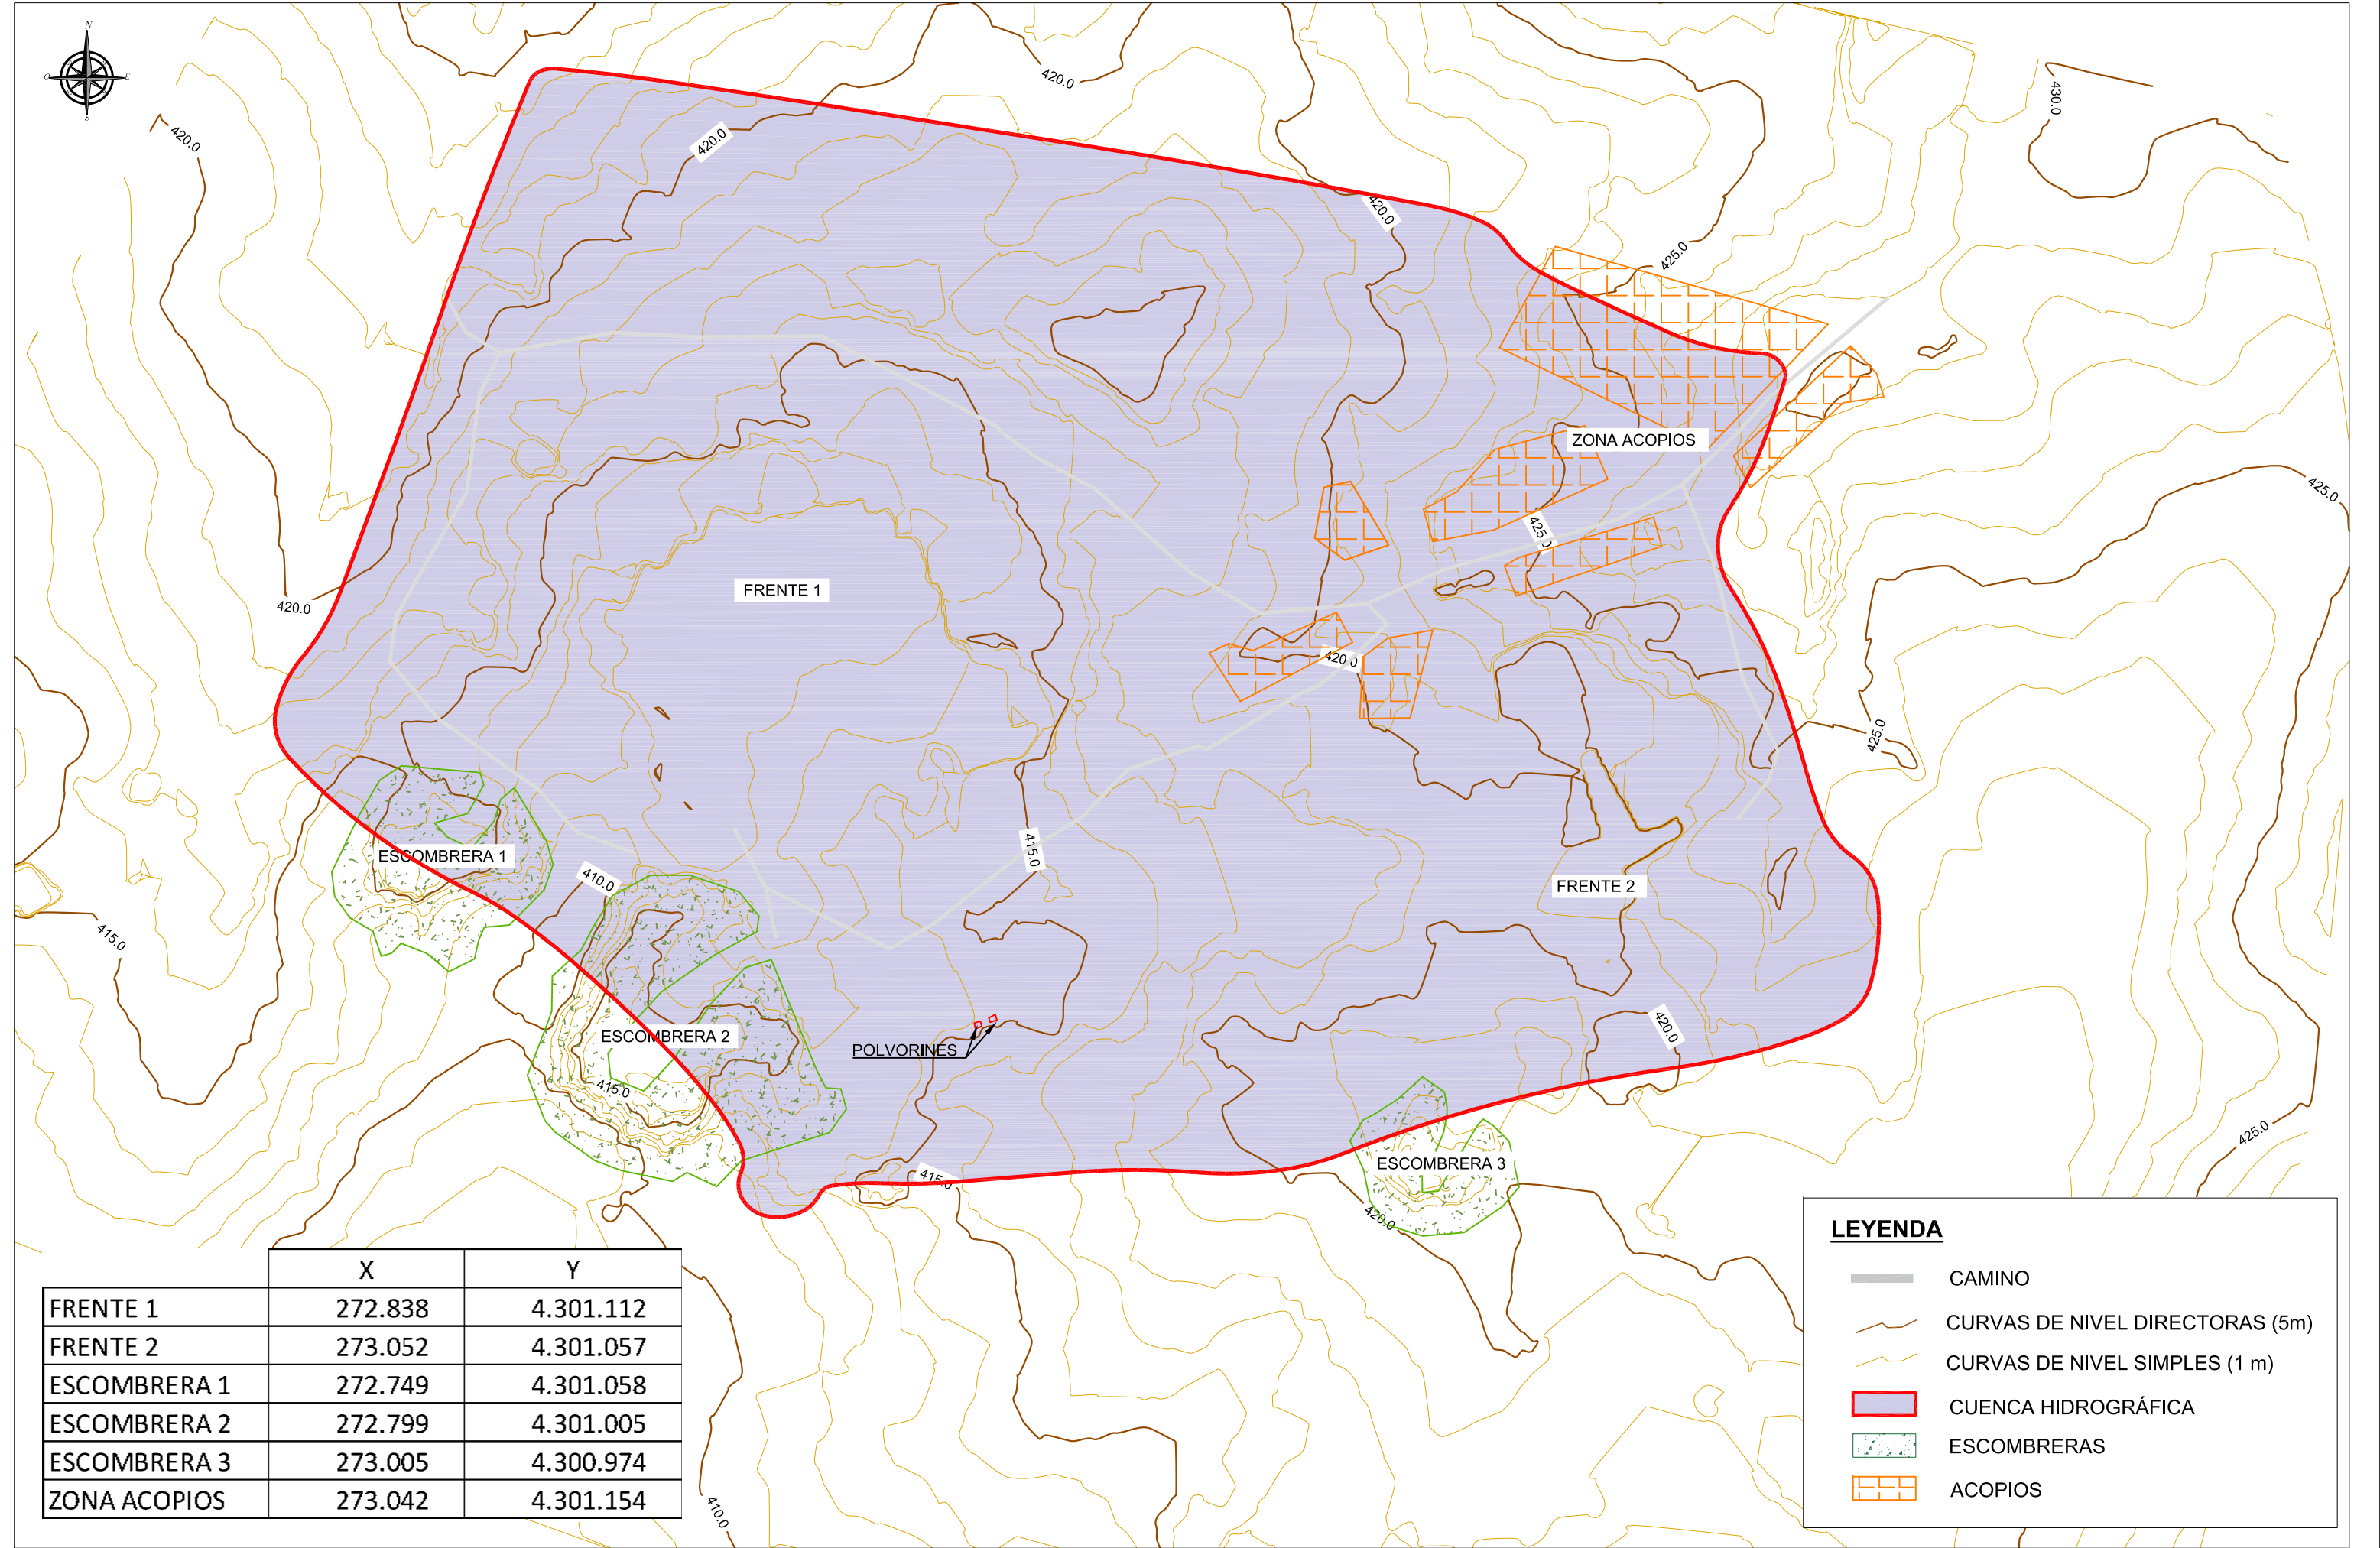 N
O
E
S
420.0
420.0
420.0
430.0
420.0
425.0
ZONA ACOPIOS
425.0
425.0
FRENTE 1
420.0
420.0
425.0
415.0
ESCOMBRERA 1
410.0
FRENTE 2
415.0
420.0
ESCOMBRERA 2
POLVORINES
415.0
425.0
ESCOMBRERA 3
415.0
420.0
X Y
FRENTE 1 272.838 4.301.112
FRENTE 2 273.052 4.301.057
ESCOMBRERA 1 272.749 4.301.058
ESCOMBRERA 2 272.799 4.301.005
ESCOMBRERA 3 273.005 4.300.974
ZONA ACOPIOS 273.042 4.301.154
410.0
LEYENDA
CAMINO
CURVAS DE NIVEL DIRECTORAS (5m)
CURVAS DE NIVEL SIMPLES (1 m)
CUENCA HIDROGRÁFICA
ESCOMBRERAS
ACOPIOS